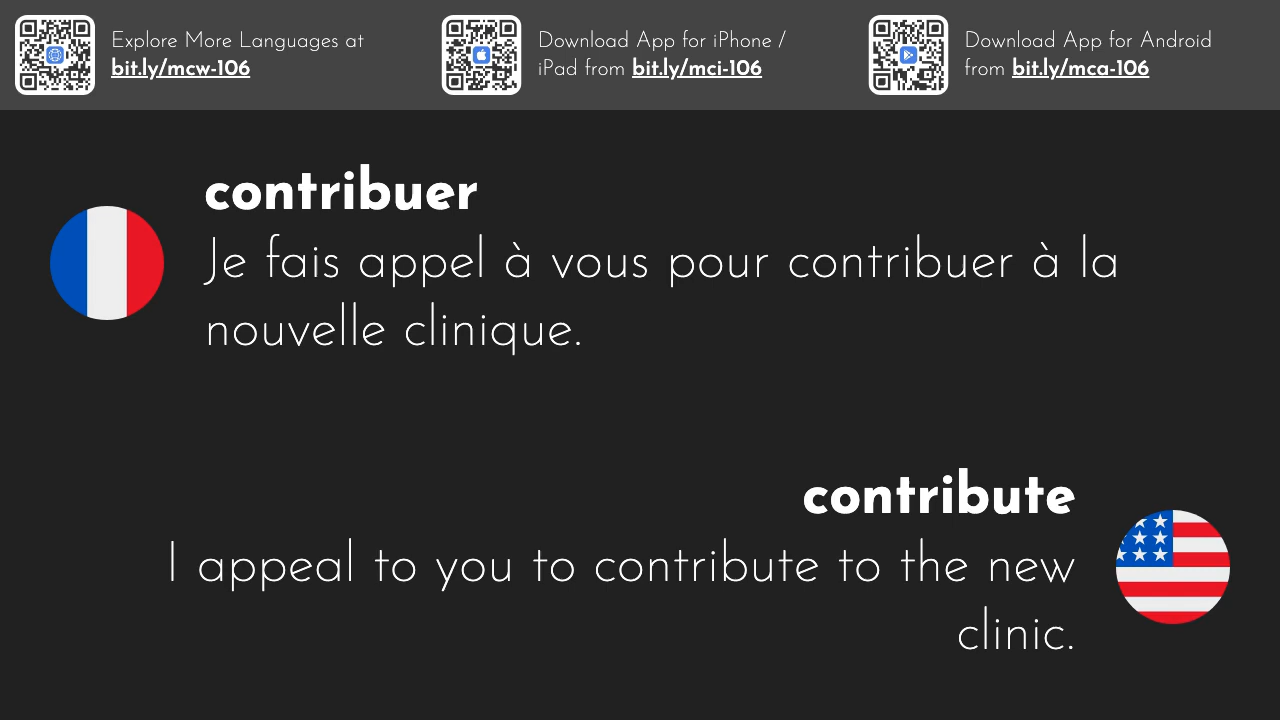 Explore More Languages at
bit.ly/mcw-106
Download App for iPhone /
iPad from bit.ly/mci-106
Download App for Android
from bit.ly/mca-106
contribuer
Je fais appel à vous pour contribuer à la
nouvelle clinique.
contribute
I appeal to you to contribute to the new
clinic.